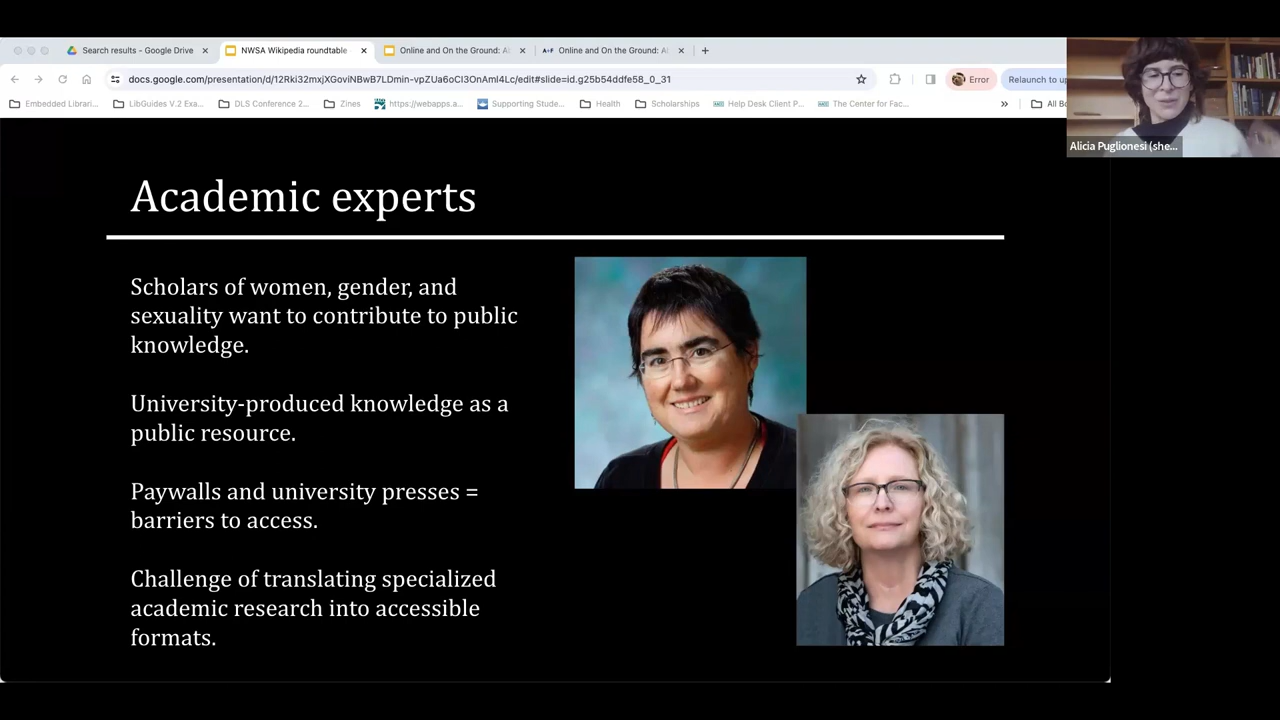 Search results - Google Drive
NWSA Wikipedia roundtable
Online and On the Ground: A
A+F Online and On the Ground: A
docs.google.com/presentation/d/12Rki32mxjXGoviNBwB7LDmin-vpZUa6oCI3OnAmI4Lc/edit#slide=id.g25b54ddfe58_0_31
Error
Relaunch to u
Embedded Librari...
LibGuides V.2 Exa...
DLS Conference 2...
Zines
https://webapps.a...
Supporting Stude...
Health
Scholarships
Help Desk Client P...
The Center for Fac...
»
All Bo
Alicia Puglionesi (she...
Academic experts
Scholars of women, gender, and
sexuality want to contribute to public
knowledge.
University-produced knowledge as a
public resource.
Paywalls and university presses =
barriers to access.
Challenge of translating specialized
academic research into accessible
formats.